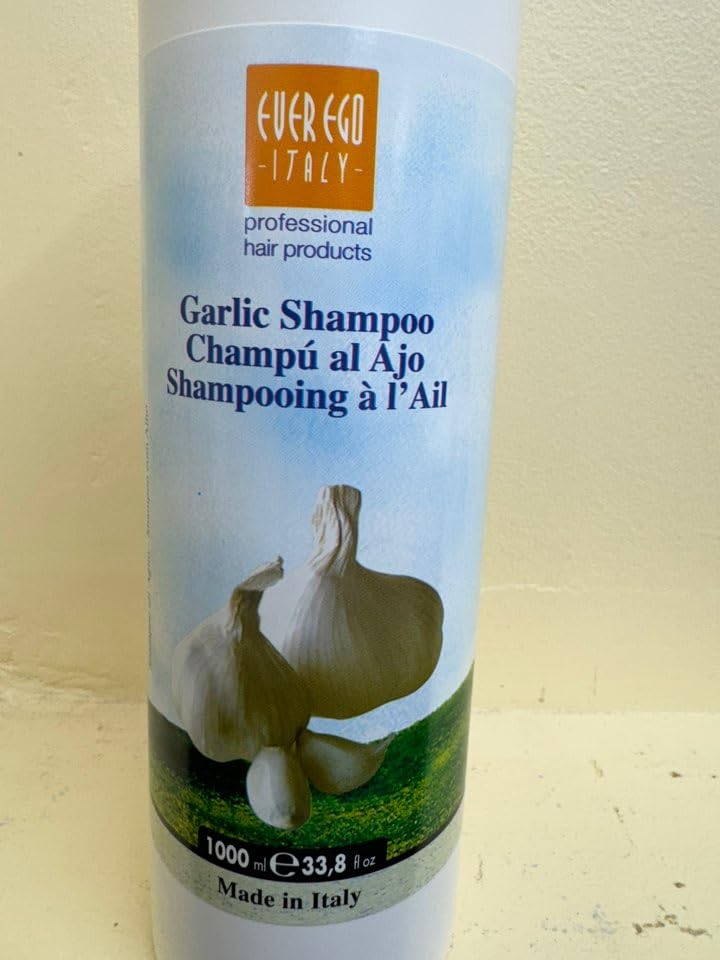 EVER EGO
-ITALY-
professional
hair products
Garlic Shampoo
Champú al Ajo
Shampooing à l'Ail
1000 ml e 33,8 fl oz
Made in Italy